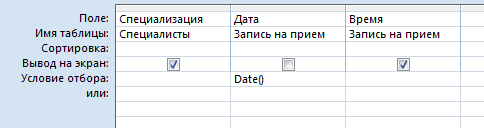 Поле: Специализация Дата Время
Имя таблицы: Специалисты Запись на прием Запись на прием
Сортировка:
Вывод на экран:
Условие отбора: Date()
или: